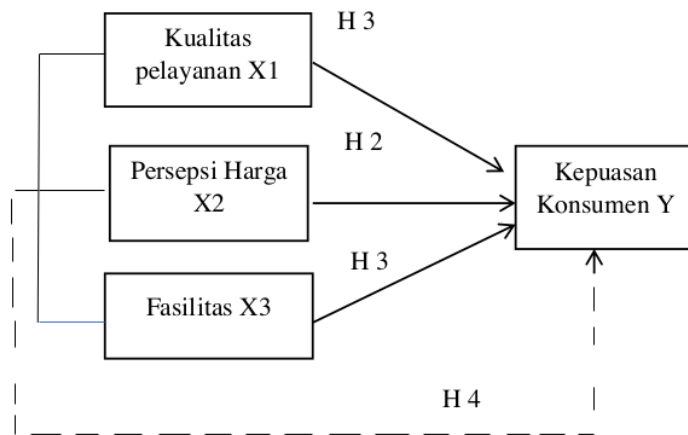 H 3
Kualitas
pelayanan X1
H 2
Persepsi Harga
X2
Kepuasan
Konsumen Y
H 3
Fasilitas X3
H 4